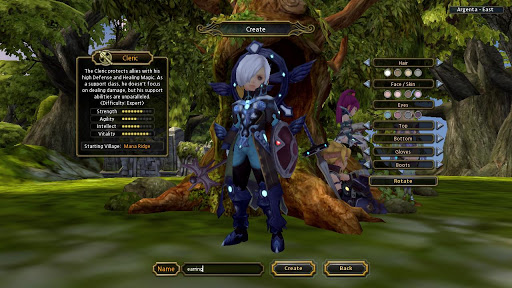 Argenta - East
Create
Cleric
The Cleric protects allies with his
high Defense and Healing Magic. As
a support class, he doesn't focus
on dealing damage, but his support
abilities are unparalleled.
(Difficulty: Expert)
Strength
Agility
Intellect
Vitality
Starting Village: Mana Ridge
Hair
Face / Skin
Eyes
Top
Bottom
Gloves
Boots
Rotate
Name
earring
Create
Back